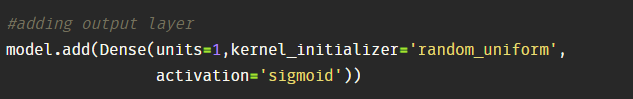 #adding output layer
model.add(Dense(units=1,kernel_initializer='random_uniform',
activation='sigmoid'))